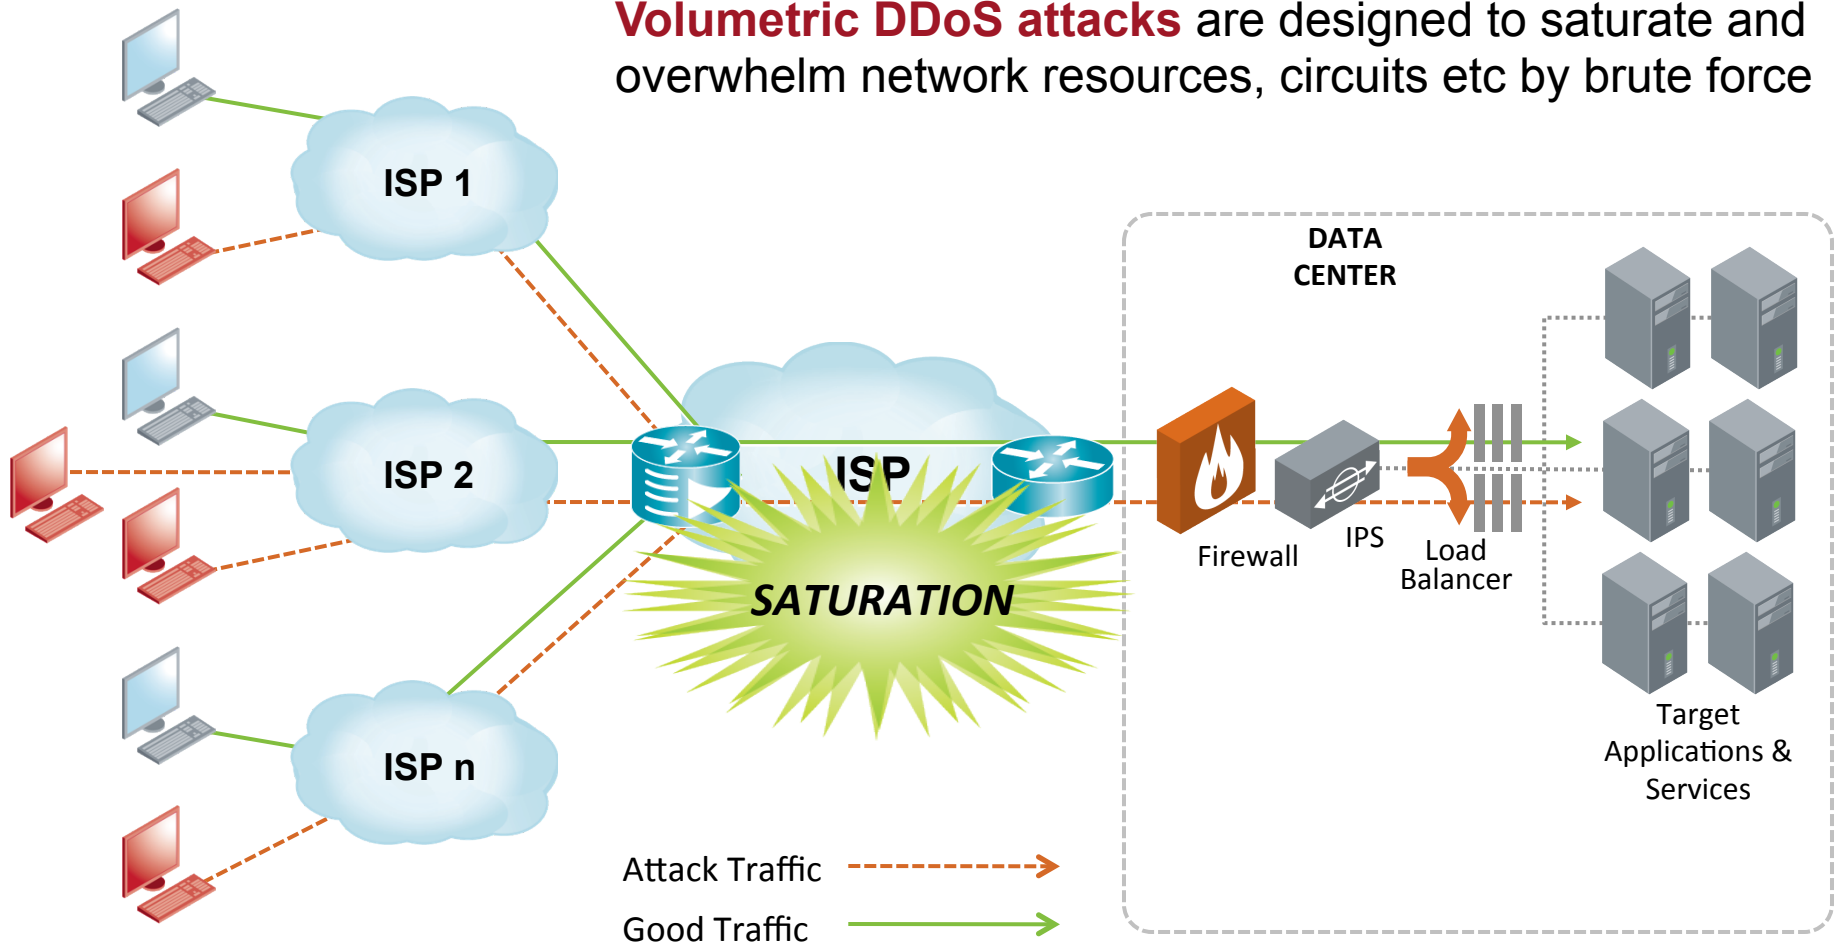 Volumetric DDoS attacks are designed to saturate and
overwhelm network resources, circuits etc by brute force
ISP 1
DATA
CENTER
ISP 2
ISP
Firewall
IPS
Load
Balancer
SATURATION
ISP n
Target
Applications &
Services
Attack Traffic
Good Traffic